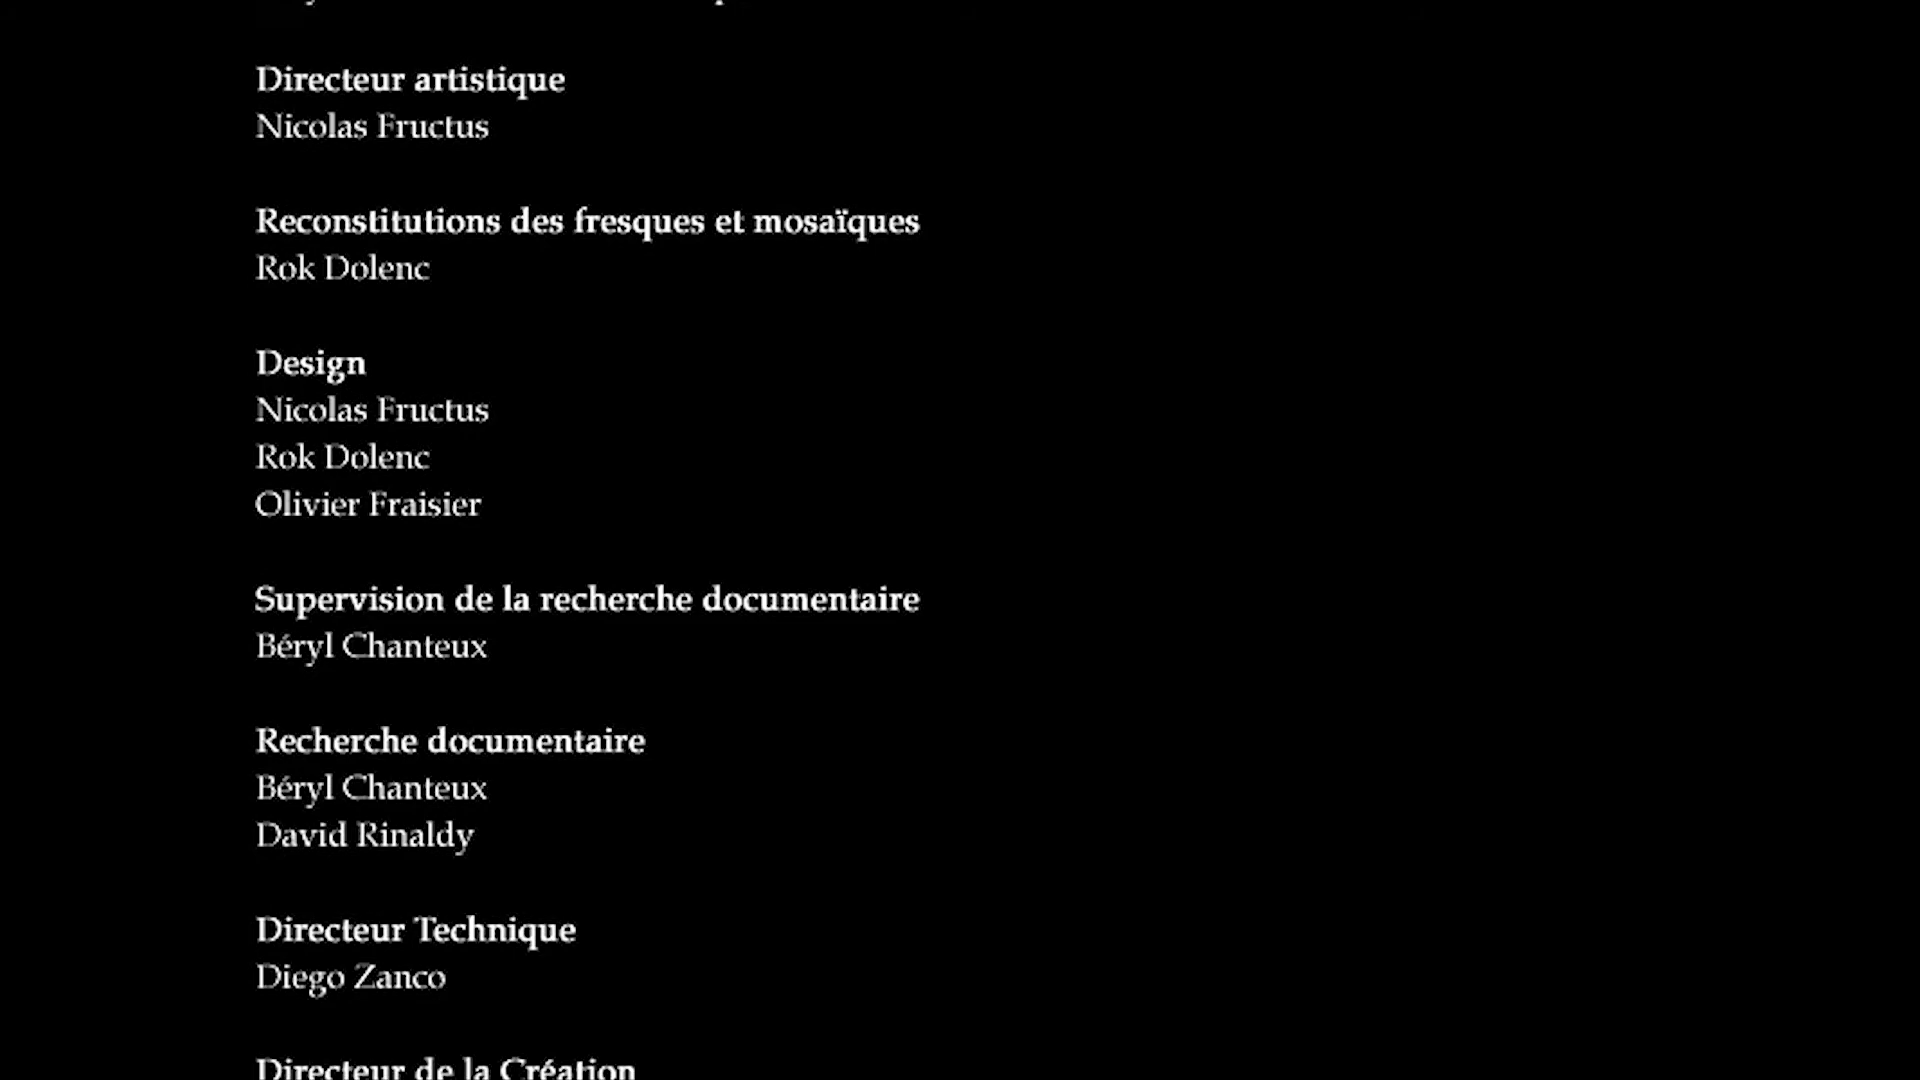 Directeur artistique
Nicolas Fructus
Reconstitutions des fresques et mosaïques
Rok Dolenc
Design
Nicolas Fructus
Rok Dolenc
Olivier Fraisier
Supervision de la recherche documentaire
Béryl Chanteux
Recherche documentaire
Béryl Chanteux
David Rinaldy
Directeur Technique
Diego Zanco
Directeur de la Création